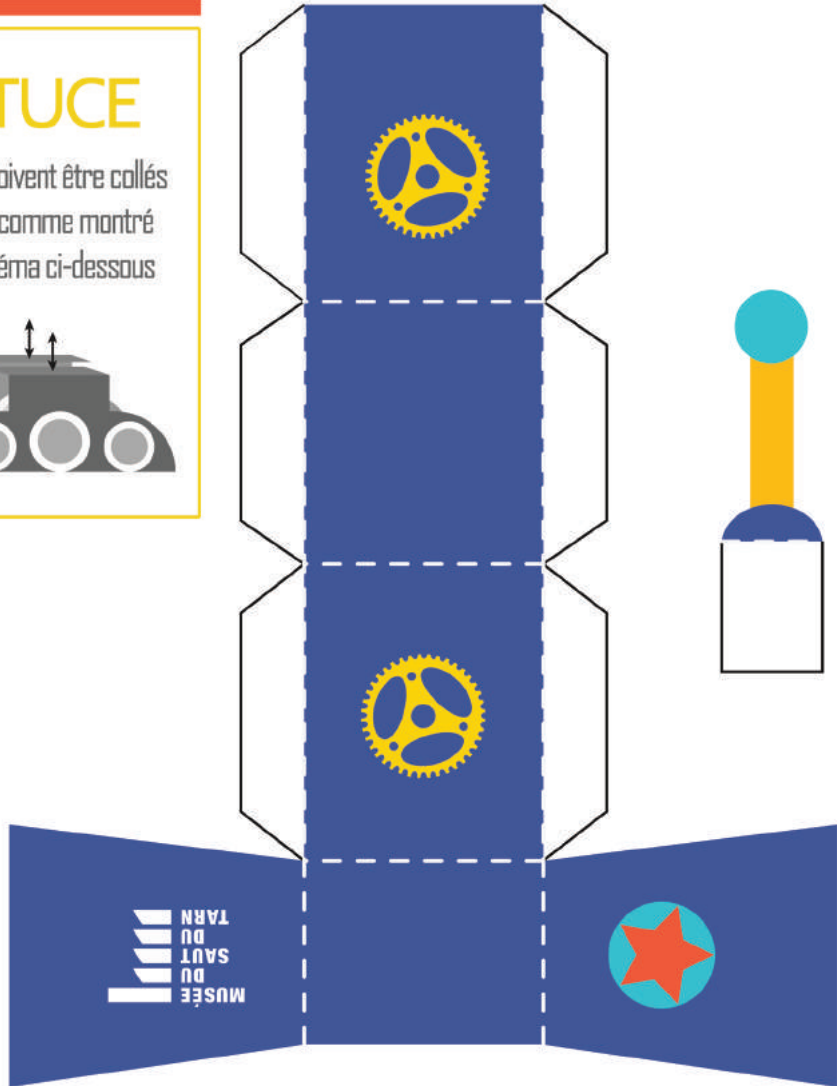 TUCE
oivent être collés
comme montré
éma ci-dessous
MUSÉE
DU
SAUT
DU
TARN